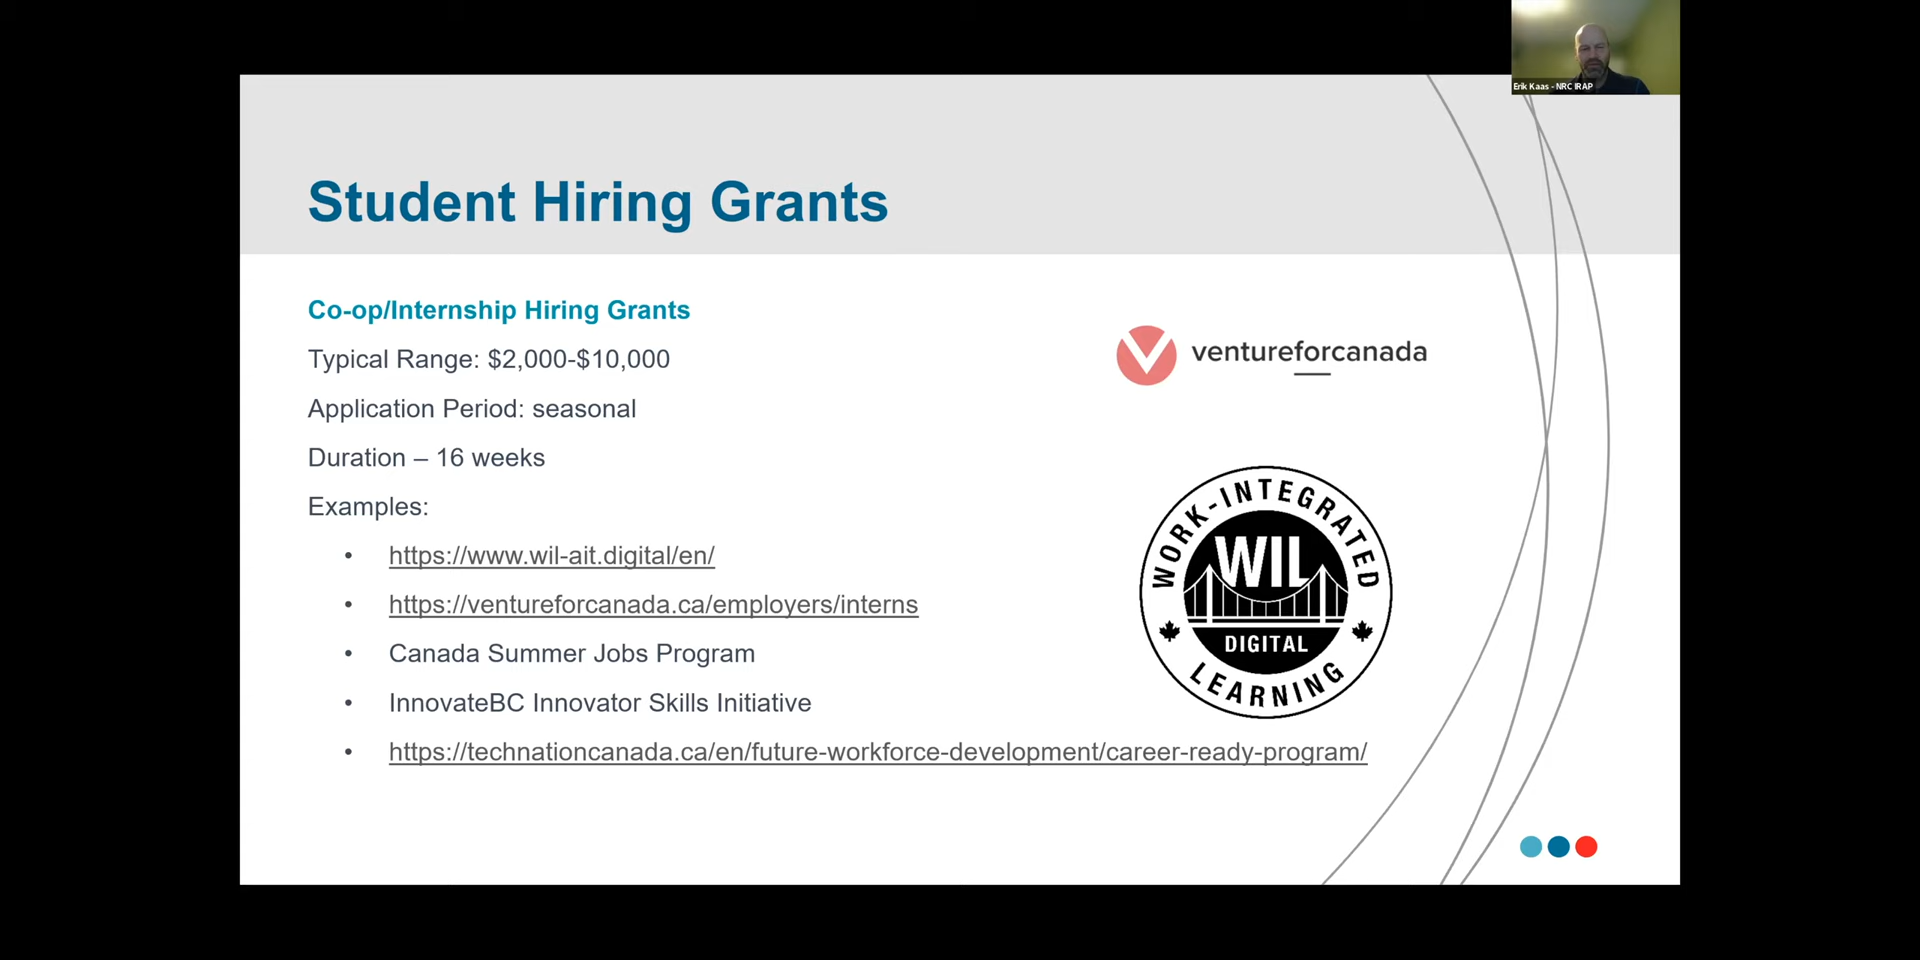 Erik Kaas - NRC IRAP
Student Hiring Grants
Co-op/Internship Hiring Grants
Typical Range: $2,000-$10,000
Application Period: seasonal
Duration – 16 weeks
Examples:
• https://www.wil-ait.digital/en/
• https://ventureforcanada.ca/employers/interns
• Canada Summer Jobs Program
• InnovateBC Innovator Skills Initiative
• https://technationcanada.ca/en/future-workforce-development/career-ready-program/
ventureforcanada
WORK-INTEGRATED
WIL
DIGITAL
LEARNING